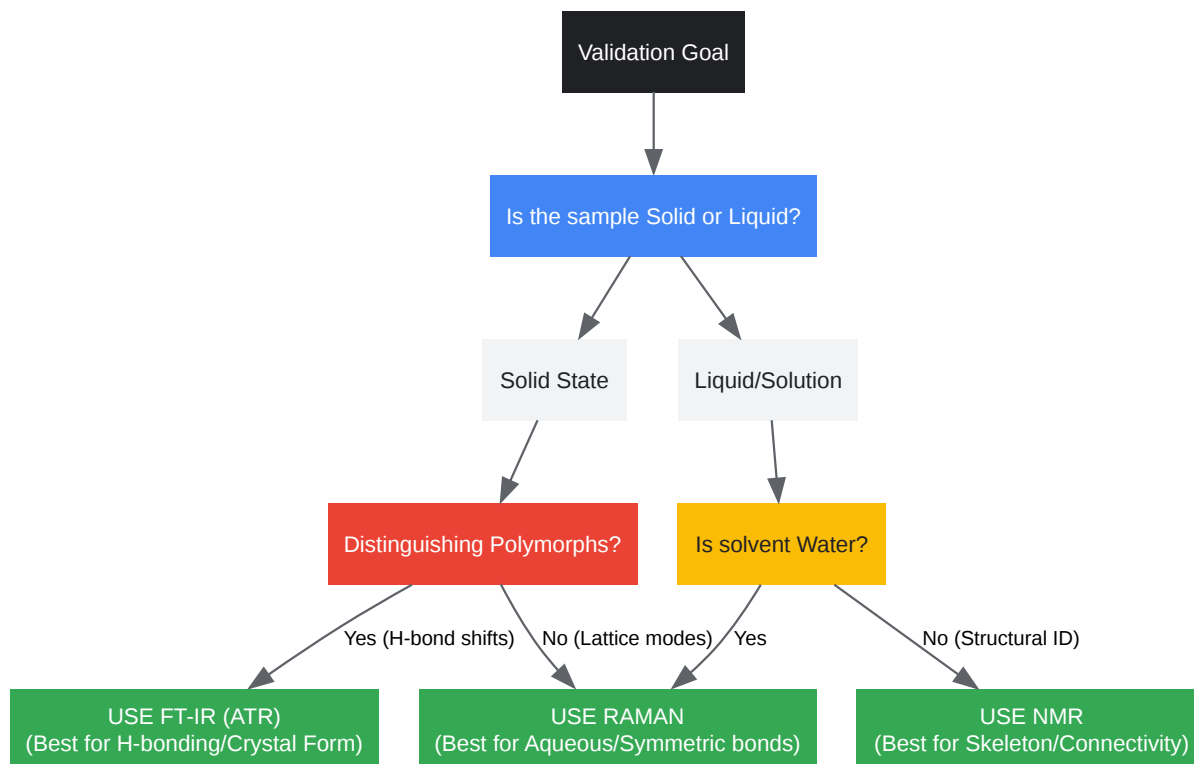 Validation Goal
Is the sample Solid or Liquid?
Solid State
Liquid/Solution
Distinguishing Polymorphs?
Is solvent Water?
Yes (H-bond shifts)
No (Lattice modes)
Yes
No (Structural ID)
USE FT-IR (ATR)
(Best for H-bonding/Crystal Form)
USE RAMAN
(Best for Aqueous/Symmetric bonds)
USE NMR
(Best for Skeleton/Connectivity)